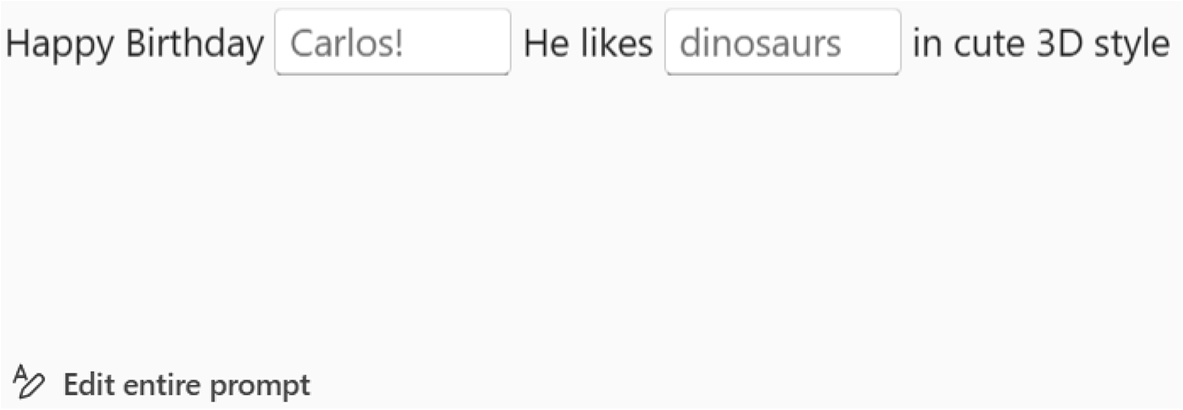 Happy Birthday Carlos! He likes dinosaurs in cute 3D style
Edit entire prompt